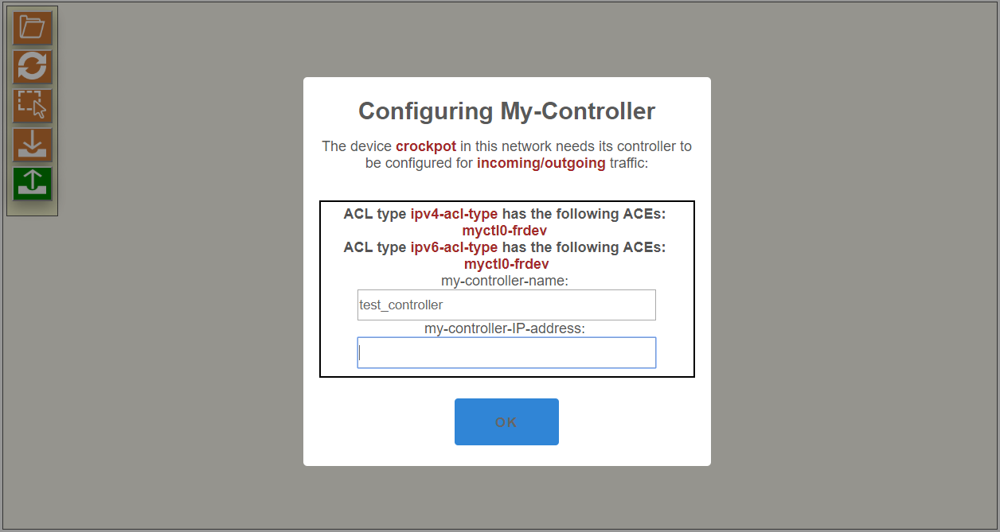 Configuring My-Controller
The device crockpot in this network needs its controller to
be configured for incoming/outgoing traffic:
ACL type ipv4-acl-type has the following ACEs:
myctl0-frdev
ACL type ipv6-acl-type has the following ACEs:
myctl0-frdev
my-controller-name:
test_controller
my-controller-IP-address:
OK